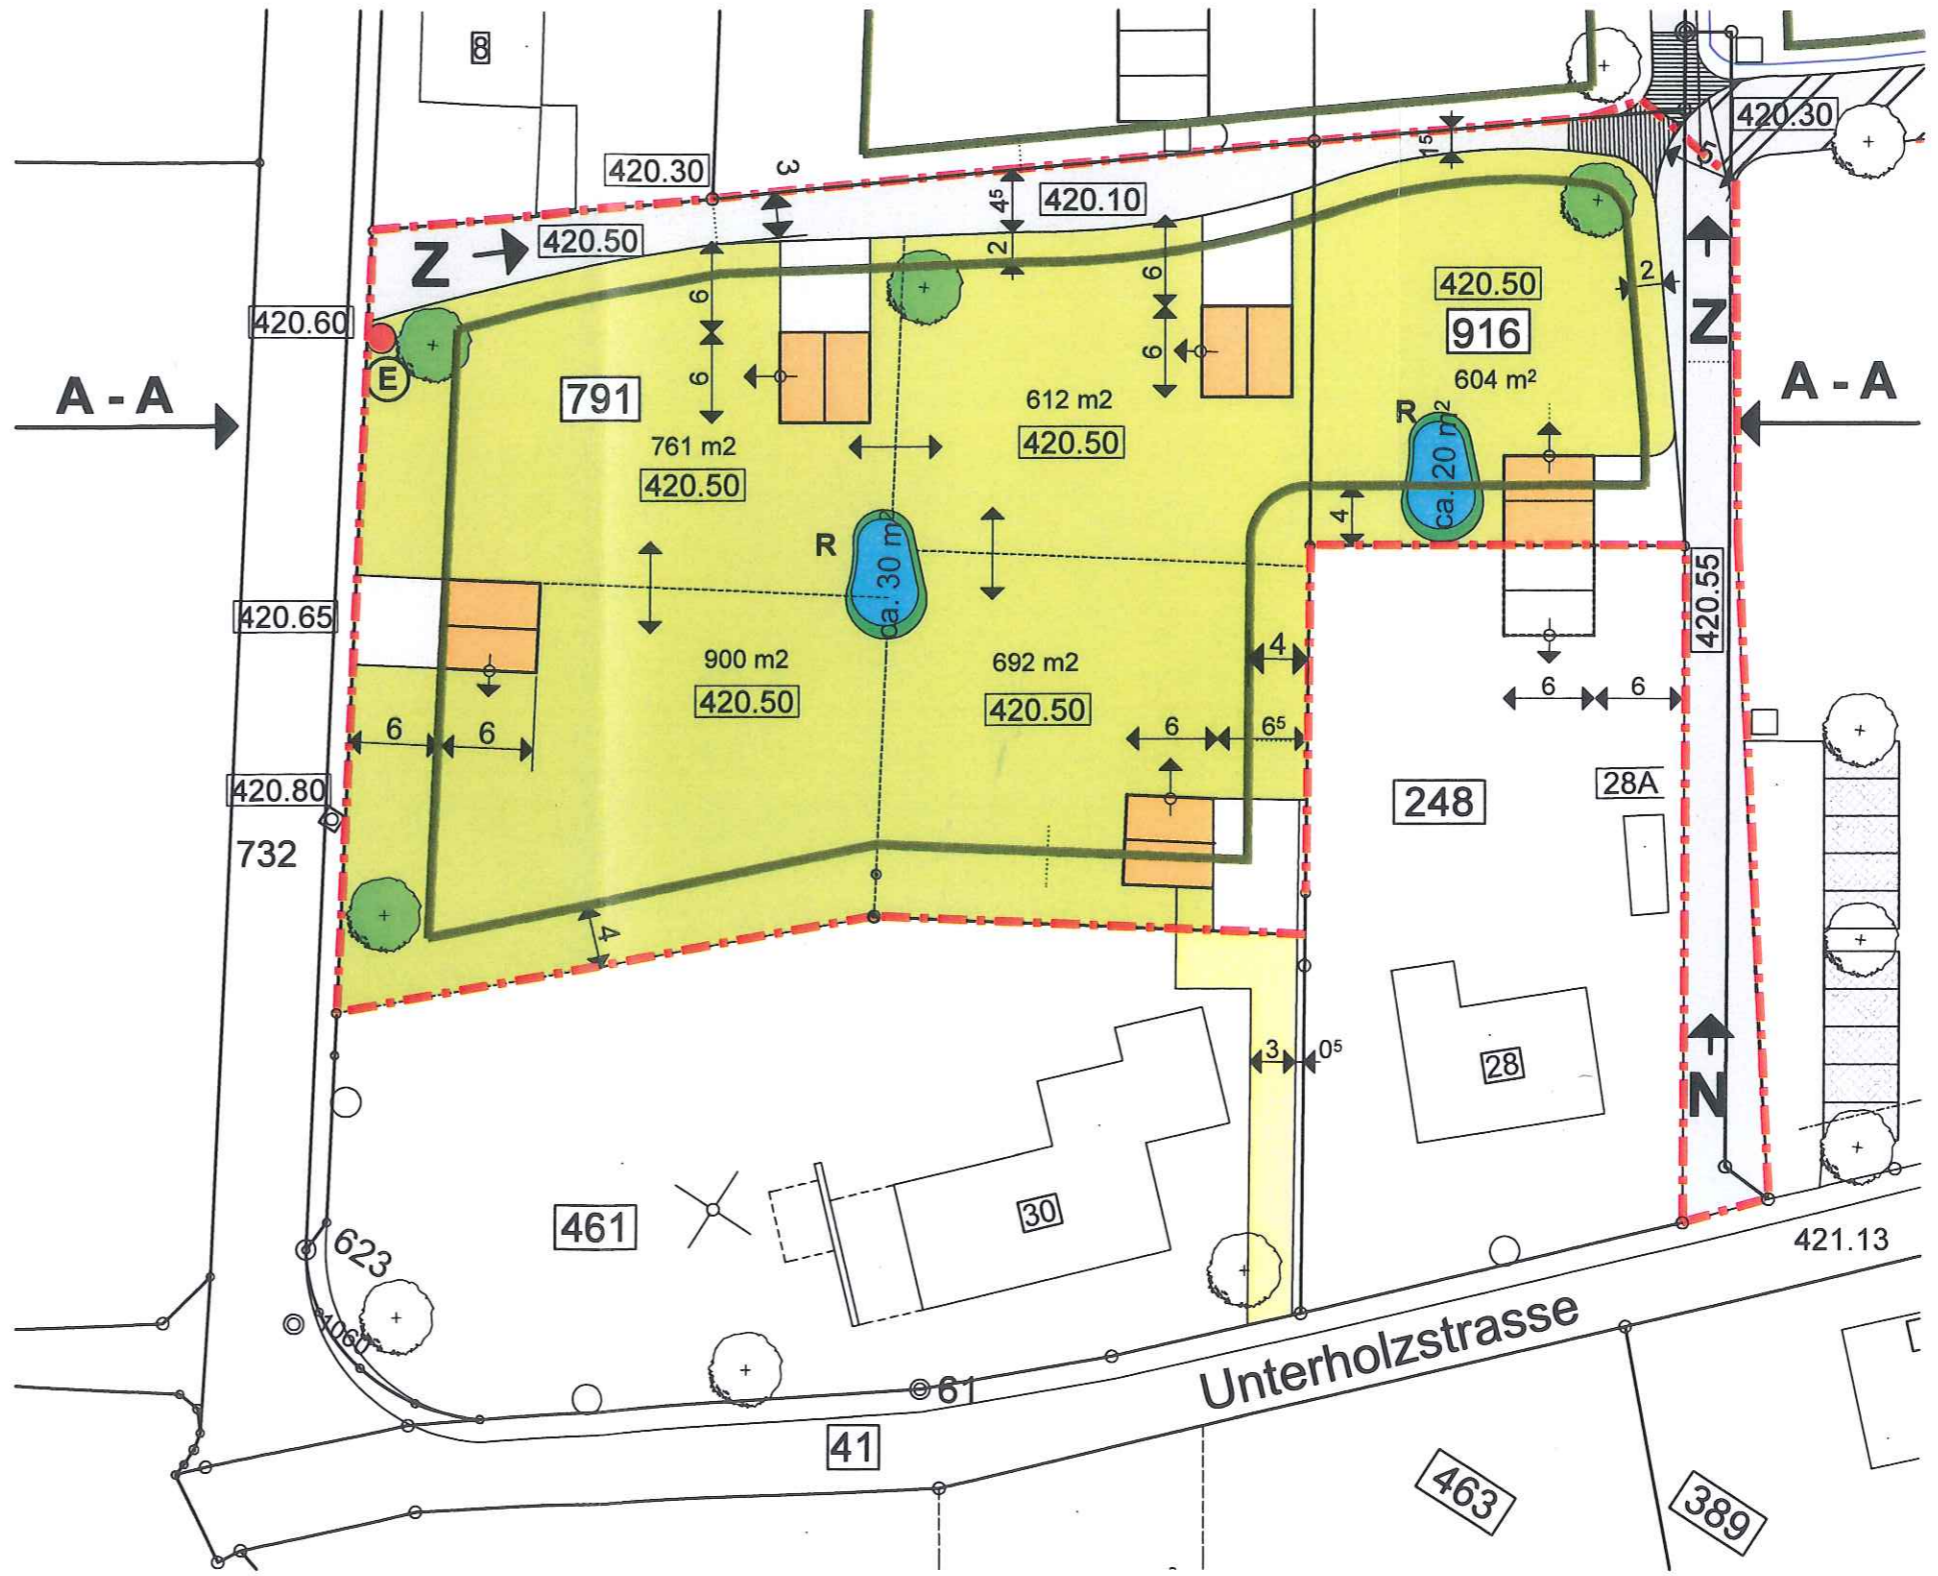 8
420.30
420.30
3
1⁵
5
4⁵
420.10
Z
420.50
2
6
6
6
6
420.50
2
Z
420.60
916
E
604 m²
A - A
A - A
791
612 m2
R
ca. 20 m2
761 m2
420.50
420.50
4
R
ca. 30 m2
420.65
420.55
900 m2
692 m2
4
420.50
420.50
6
6
6
6
6
6⁵
420.80
248
28A
732
4
3
0⁵
28
N
461
30
623
421.13
1060
Unterholzstrasse
61
41
463
389